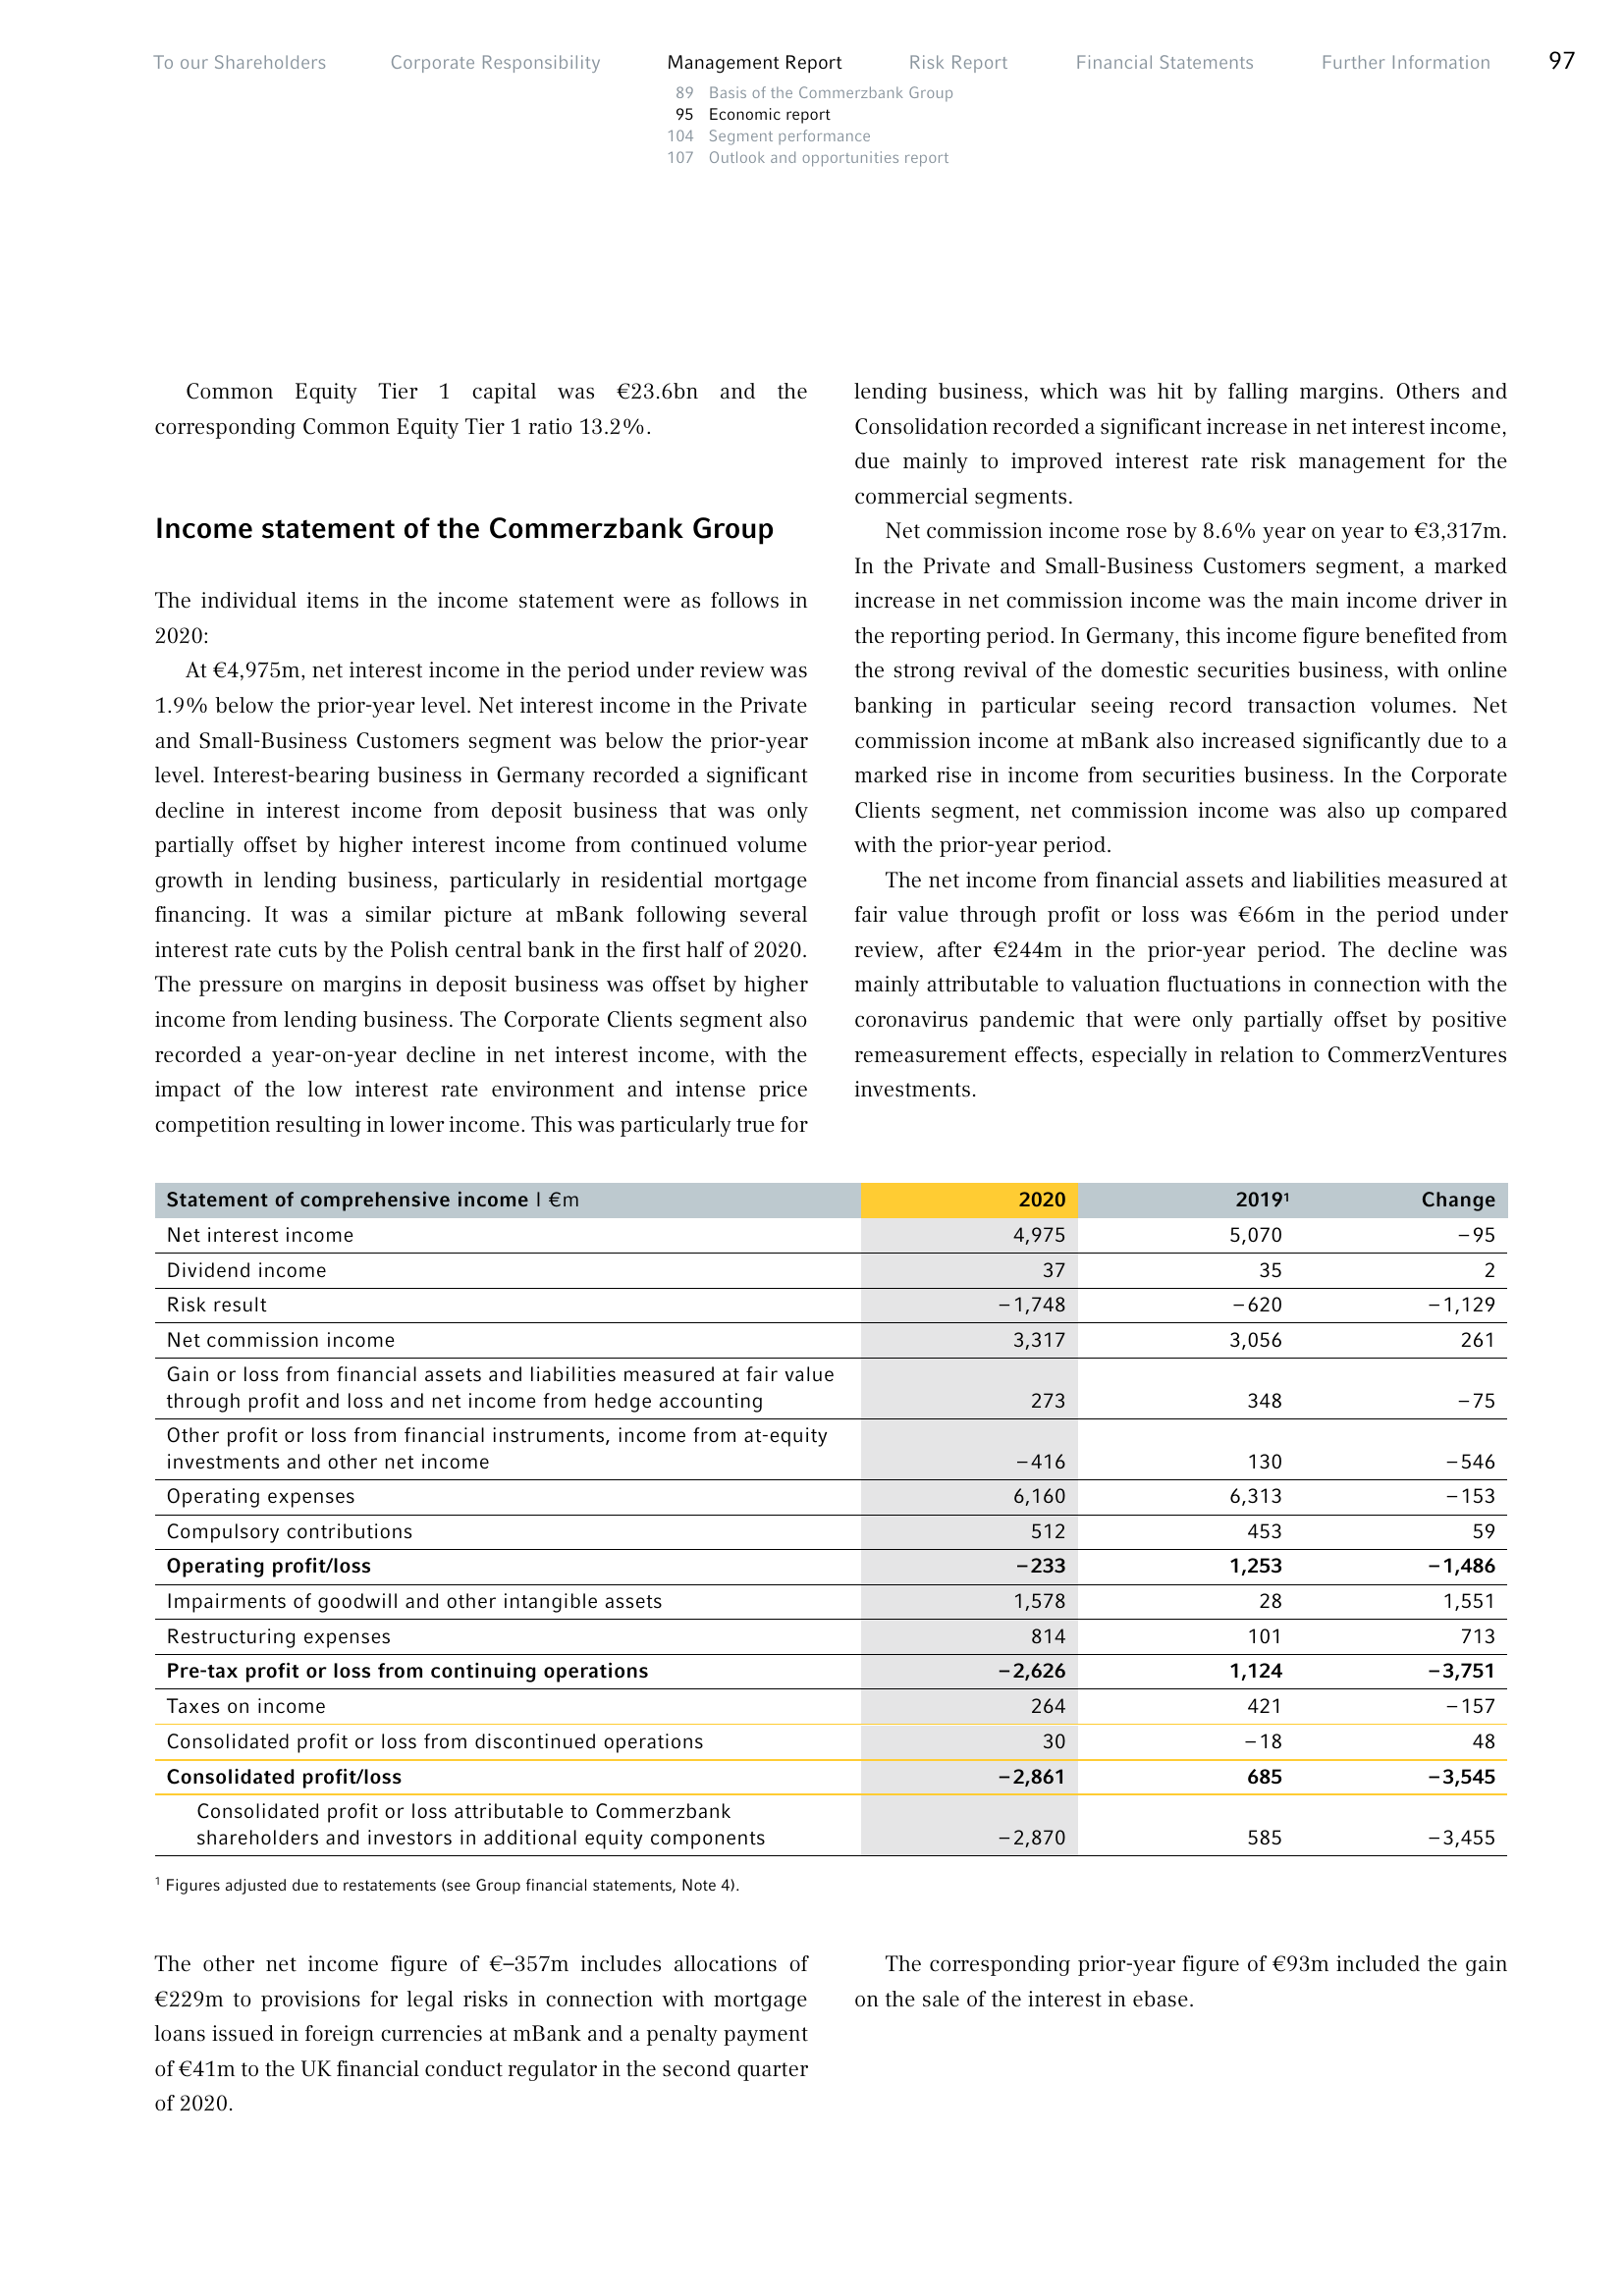 To our Shareholders Corporate Responsibility Management Report Risk Report Financial Statements Further Information 97
89 Basis of the Commerzbank Group
95 Economic report
104 Segment performance
107 Outlook and opportunities report
Common Equity Tier 1 capital was €23.6bn and the
corresponding Common Equity Tier 1 ratio 13.2%.
Income statement of the Commerzbank Group
The individual items in the income statement were as follows in
2020:
At €4,975m, net interest income in the period under review was
1.9% below the prior-year level. Net interest income in the Private
and Small-Business Customers segment was below the prior-year
level. Interest-bearing business in Germany recorded a significant
decline in interest income from deposit business that was only
partially offset by higher interest income from continued volume
growth in lending business, particularly in residential mortgage
financing. It was a similar picture at mBank following several
interest rate cuts by the Polish central bank in the first half of 2020.
The pressure on margins in deposit business was offset by higher
income from lending business. The Corporate Clients segment also
recorded a year-on-year decline in net interest income, with the
impact of the low interest rate environment and intense price
competition resulting in lower income. This was particularly true for
lending business, which was hit by falling margins. Others and
Consolidation recorded a significant increase in net interest income,
due mainly to improved interest rate risk management for the
commercial segments.
Net commission income rose by 8.6% year on year to €3,317m.
In the Private and Small-Business Customers segment, a marked
increase in net commission income was the main income driver in
the reporting period. In Germany, this income figure benefited from
the strong revival of the domestic securities business, with online
banking in particular seeing record transaction volumes. Net
commission income at mBank also increased significantly due to a
marked rise in income from securities business. In the Corporate
Clients segment, net commission income was also up compared
with the prior-year period.
The net income from financial assets and liabilities measured at
fair value through profit or loss was €66m in the period under
review, after €244m in the prior-year period. The decline was
mainly attributable to valuation fluctuations in connection with the
coronavirus pandemic that were only partially offset by positive
remeasurement effects, especially in relation to CommerzVentures
investments.
Statement of comprehensive income | €m 2020 2019¹ Change
Net interest income 4,975 5,070 –95
Dividend income 37 35 2
Risk result –1,748 –620 –1,129
Net commission income 3,317 3,056 261
Gain or loss from financial assets and liabilities measured at fair value
through profit and loss and net income from hedge accounting 273 348 –75
Other profit or loss from financial instruments, income from at-equity
investments and other net income –416 130 –546
Operating expenses 6,160 6,313 –153
Compulsory contributions 512 453 59
Operating profit/loss –233 1,253 –1,486
Impairments of goodwill and other intangible assets 1,578 28 1,551
Restructuring expenses 814 101 713
Pre-tax profit or loss from continuing operations –2,626 1,124 –3,751
Taxes on income 264 421 –157
Consolidated profit or loss from discontinued operations 30 –18 48
Consolidated profit/loss –2,861 685 –3,545
Consolidated profit or loss attributable to Commerzbank
shareholders and investors in additional equity components –2,870 585 –3,455
¹ Figures adjusted due to restatements (see Group financial statements, Note 4).
The other net income figure of €–357m includes allocations of
€229m to provisions for legal risks in connection with mortgage
loans issued in foreign currencies at mBank and a penalty payment
of €41m to the UK financial conduct regulator in the second quarter
of 2020.
The corresponding prior-year figure of €93m included the gain
on the sale of the interest in ebase.